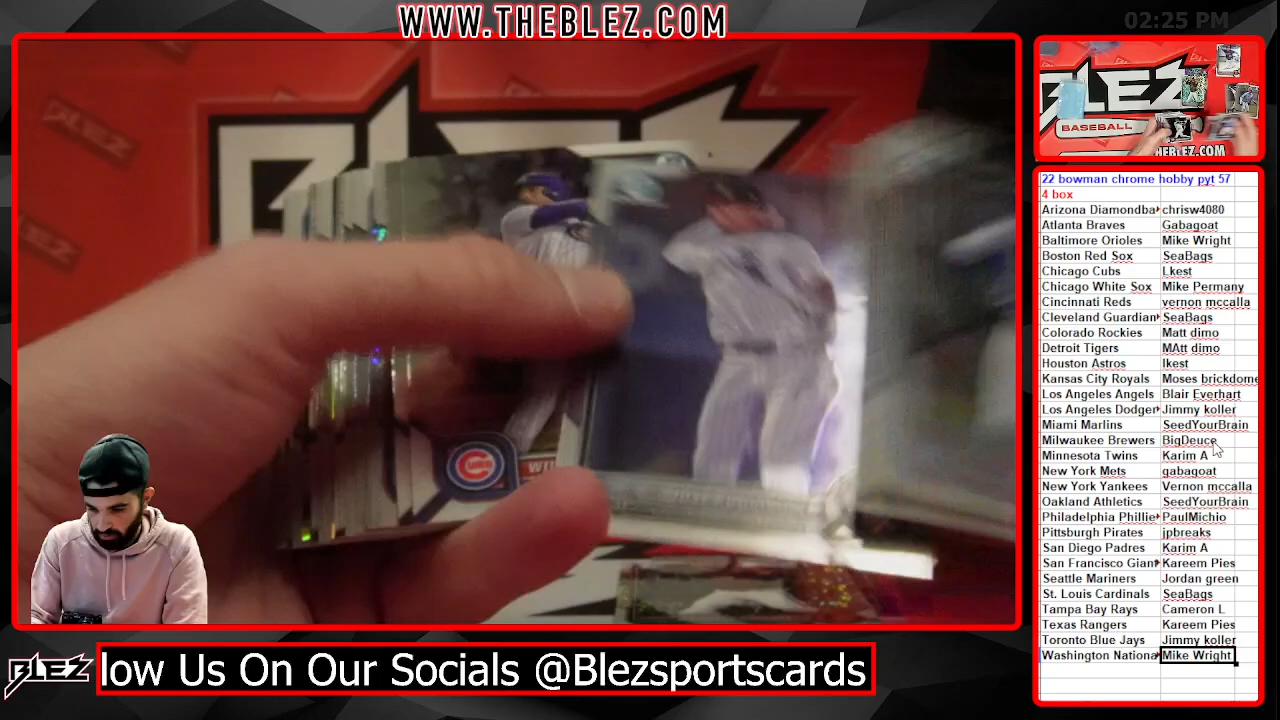 WWW.THEBLEZ.COM
02:25 PM
BLEZ
BLEZ
BASEBALL
THEBLEZ.COM
CUBS
22 bowman chrome hobby pyt 57
4 box
Arizona Diamondba chrisw4080
Atlanta Braves Gabagoat
Baltimore Orioles Mike Wright
Boston Red Sox SeaBags
Chicago Cubs Lkest
Chicago White Sox Mike Permany
Cincinnati Reds vernon mccalla
Cleveland Guardian SeaBags
Colorado Rockies Matt dimo
Detroit Tigers MAtt dimo
Houston Astros lkest
Kansas City Royals Moses brickdome
Los Angeles Angels Blair Everhart
Los Angeles Dodger Jimmy koller
Miami Marlins SeedYourBrain
Milwaukee Brewers BigDeuce
Minnesota Twins Karim A
New York Mets gabagoat
New York Yankees Vernon mccalla
Oakland Athletics SeedYourBrain
Philadelphia Phillie PaulMichio
Pittsburgh Pirates jpbreaks
San Diego Padres Karim A
San Francisco Giant Kareem Pies
Seattle Mariners Jordan green
St. Louis Cardinals SeaBags
Tampa Bay Rays Cameron L
Texas Rangers Kareem Pies
Toronto Blue Jays Jimmy koller
Washington Nationa Mike Wright
BLEZ
low Us On Our Socials @Blezsportscards